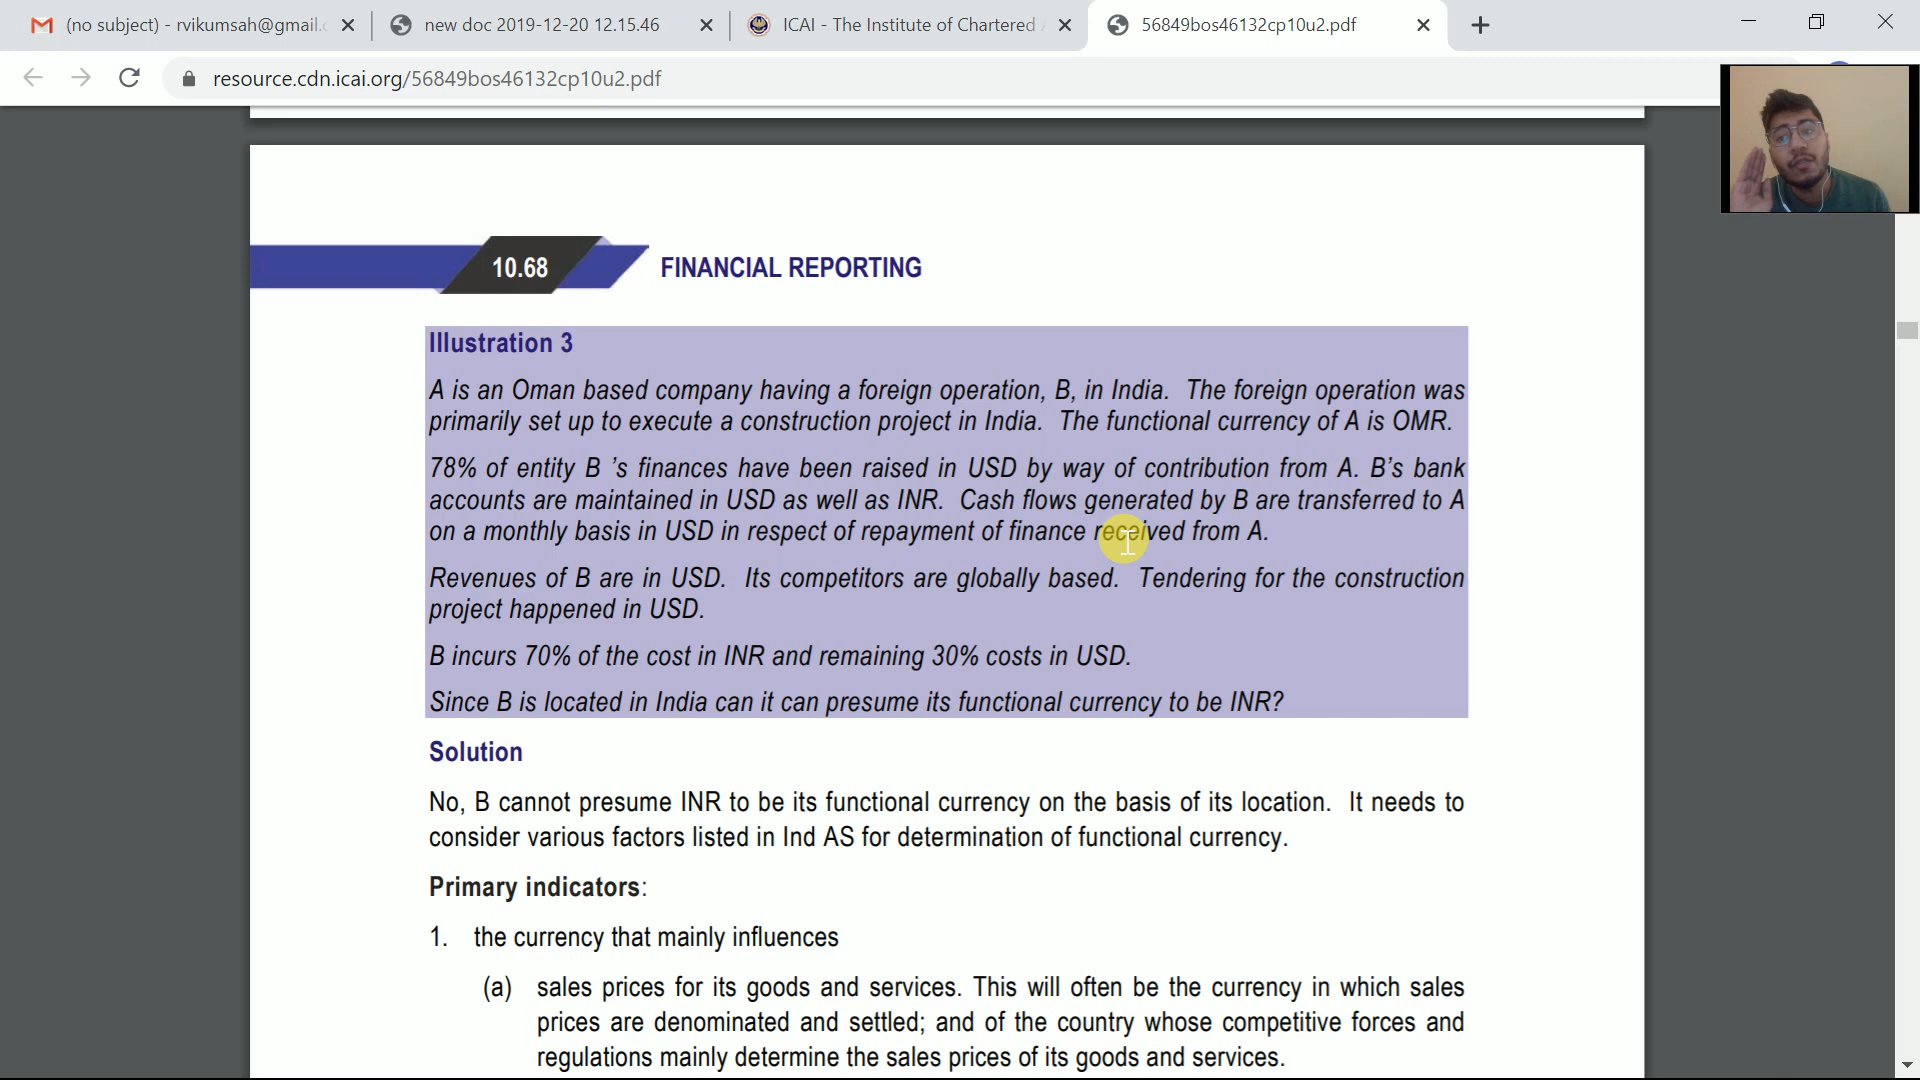 (no subject) - rvikumsah@gmail.c
new doc 2019-12-20 12.15.46
ICAI - The Institute of Chartered A
56849bos46132cp10u2.pdf
resource.cdn.icai.org/56849bos46132cp10u2.pdf
10.68
FINANCIAL REPORTING
Illustration 3
A is an Oman based company having a foreign operation, B, in India. The foreign operation was
primarily set up to execute a construction project in India. The functional currency of A is OMR.
78% of entity B 's finances have been raised in USD by way of contribution from A. B's bank
accounts are maintained in USD as well as INR. Cash flows generated by B are transferred to A
on a monthly basis in USD in respect of repayment of finance received from A.
Revenues of B are in USD. Its competitors are globally based. Tendering for the construction
project happened in USD.
B incurs 70% of the cost in INR and remaining 30% costs in USD.
Since B is located in India can it can presume its functional currency to be INR?
Solution
No, B cannot presume INR to be its functional currency on the basis of its location. It needs to
consider various factors listed in Ind AS for determination of functional currency.
Primary indicators:
1. the currency that mainly influences
(a) sales prices for its goods and services. This will often be the currency in which sales
prices are denominated and settled; and of the country whose competitive forces and
regulations mainly determine the sales prices of its goods and services.